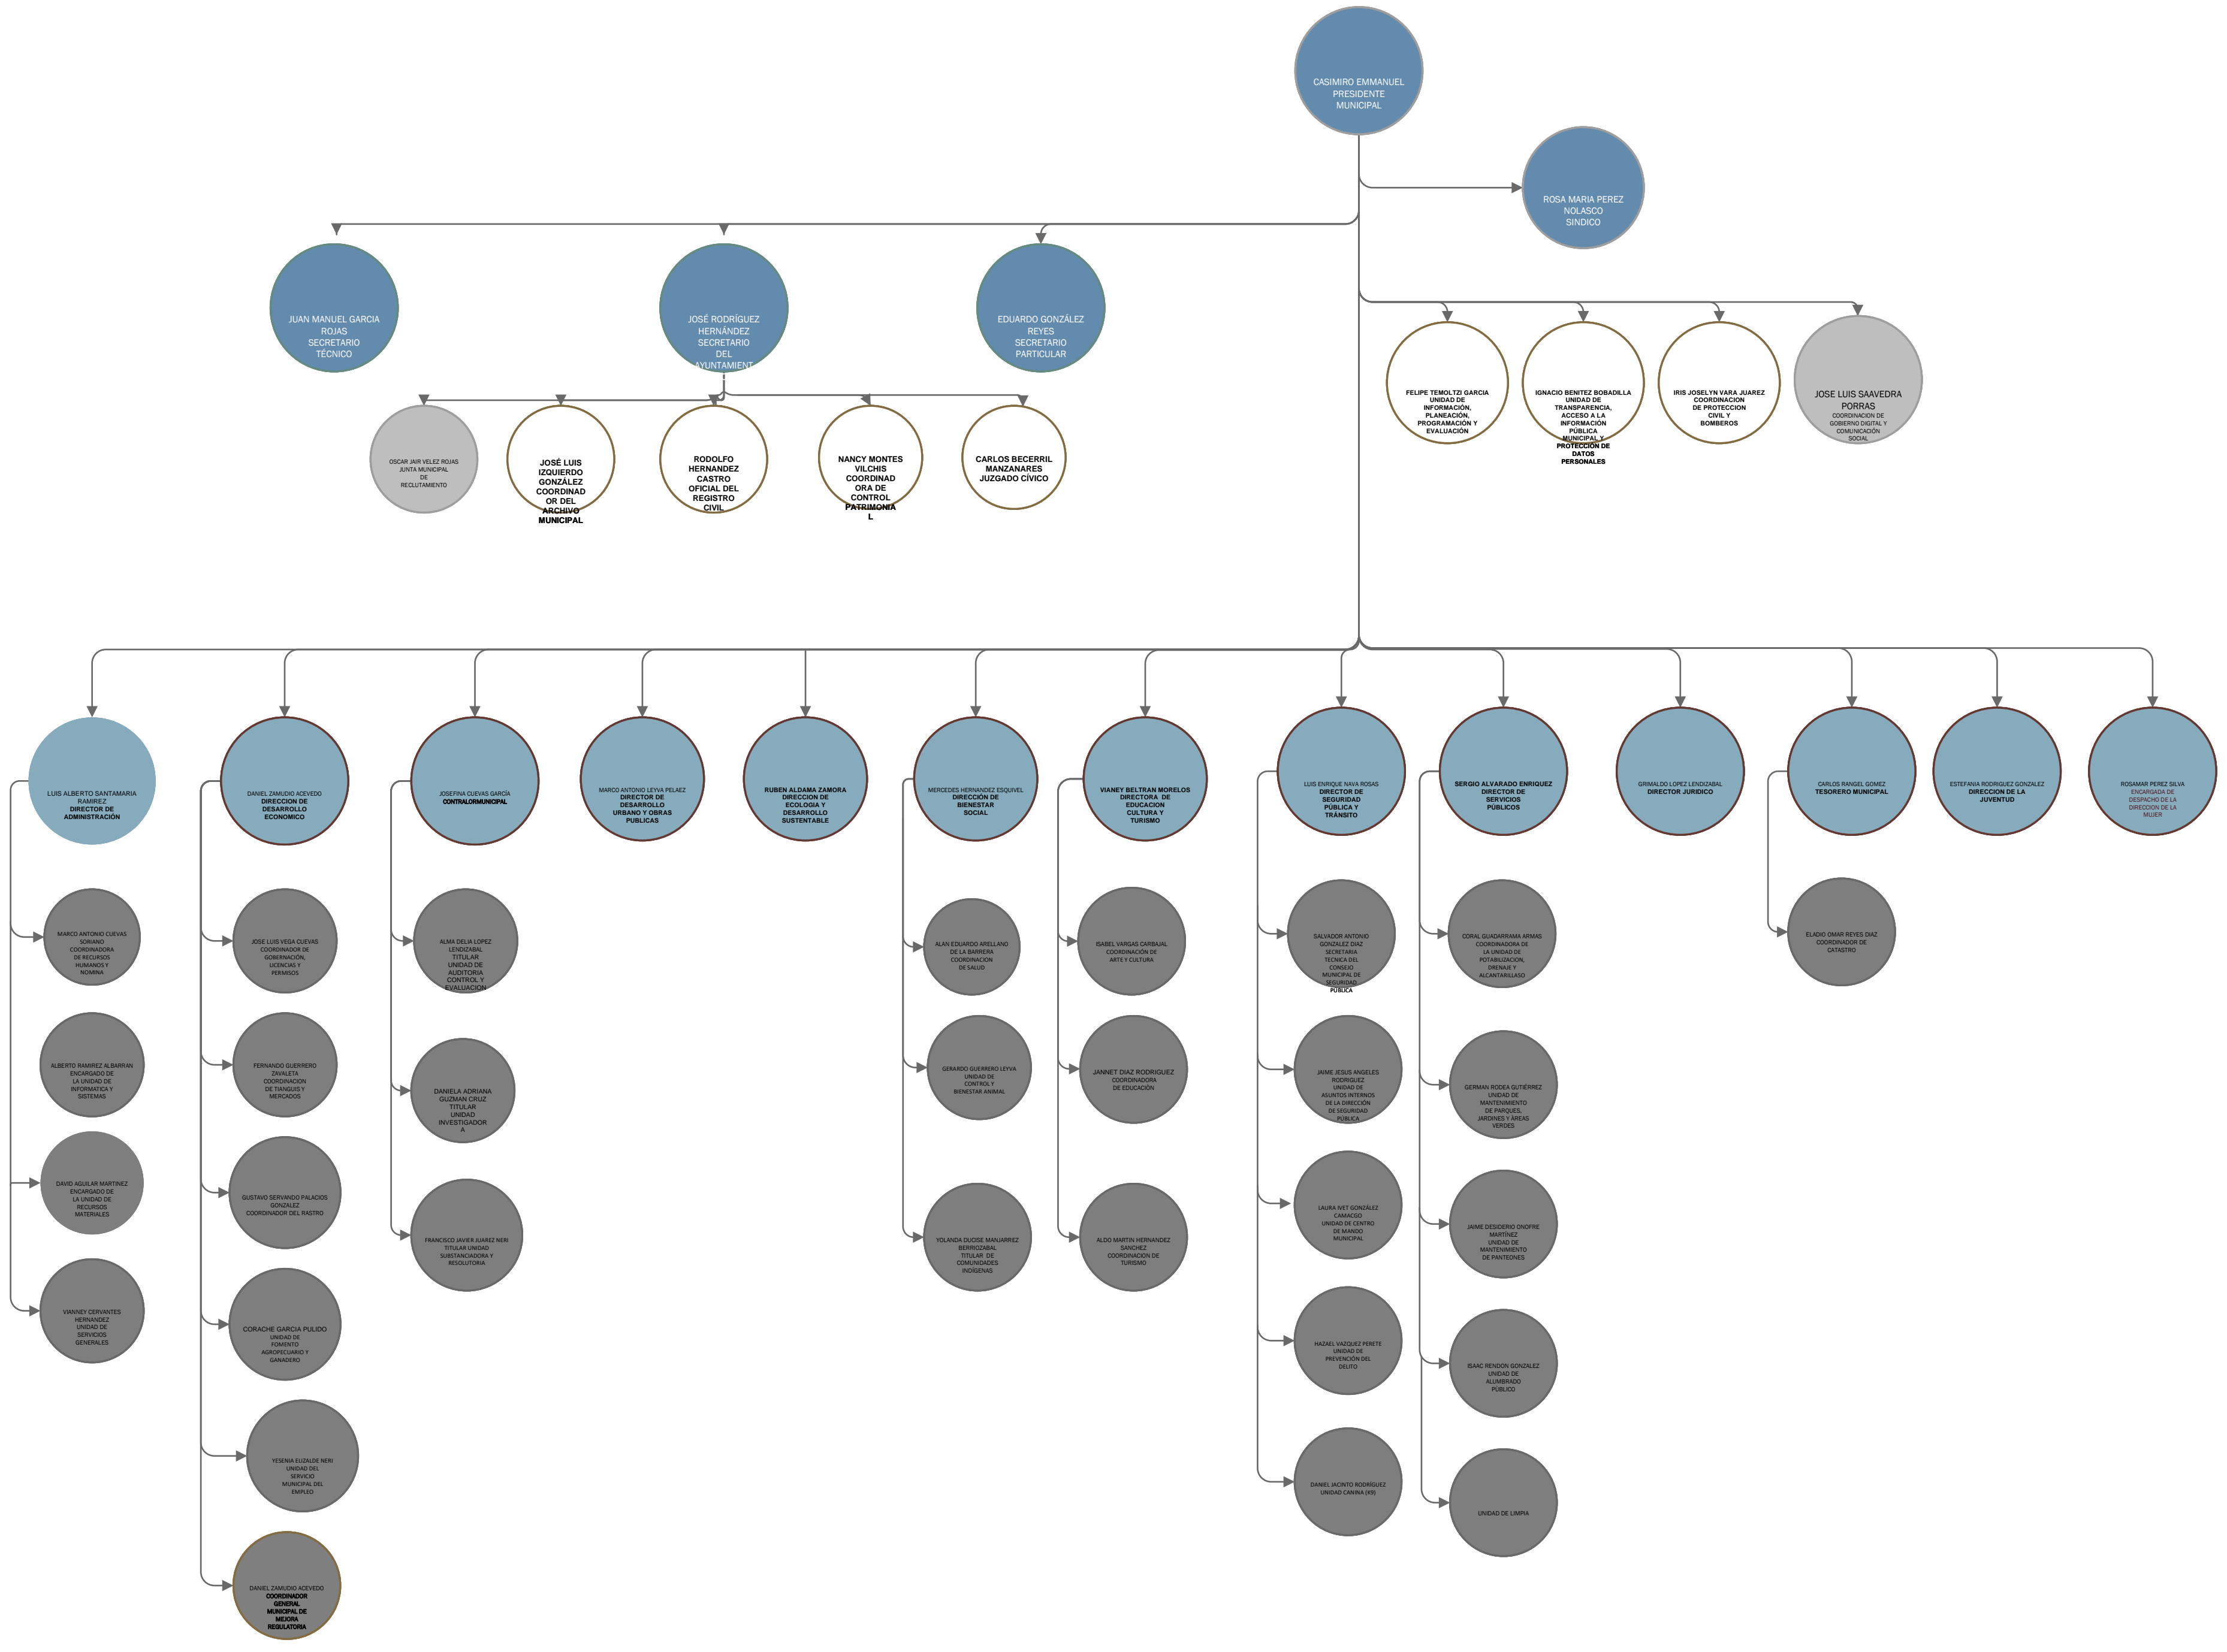 CASIMIRO EMMANUEL
PRESIDENTE
MUNICIPAL
ROSA MARIA PEREZ
NOLASCO
SINDICO
JUAN MANUEL GARCIA
ROJAS
SECRETARIO
TÉCNICO
JOSÉ RODRÍGUEZ
HERNÁNDEZ
SECRETARIO
DEL
AYUNTAMIENT
EDUARDO GONZÁLEZ
REYES
SECRETARIO
PARTICULAR
FELIPE TEMOLTZI GARCIA
UNIDAD DE
INFORMACIÓN,
PLANEACIÓN,
PROGRAMACIÓN Y
EVALUACIÓN
IGNACIO BENITEZ BOBADILLA
UNIDAD DE
TRANSPARENCIA,
ACCESO A LA
INFORMACIÓN
PÚBLICA
MUNICIPAL Y
PROTECCIÓN DE
DATOS
PERSONALES
IRIS JOSELYN VARA JUAREZ
COORDINACION
DE PROTECCION
CIVIL Y
BOMBEROS
JOSE LUIS SAAVEDRA
PORRAS
COORDINACION DE
GOBIERNO DIGITAL Y
COMUNICACIÓN
SOCIAL
OSCAR JAIR VELEZ ROJAS
JUNTA MUNICIPAL
DE
RECLUTAMIENTO
JOSÉ LUIS
IZQUIERDO
GONZÁLEZ
COORDINAD
OR DEL
ARCHIVO
MUNICIPAL
RODOLFO
HERNANDEZ
CASTRO
OFICIAL DEL
REGISTRO
CIVIL
NANCY MONTES
VILCHIS
COORDINAD
ORA DE
CONTROL
PATRIMONIA
L
CARLOS BECERRIL
MANZANARES
JUZGADO CÍVICO
LUIS ALBERTO SANTAMARIA
RAMIREZ
DIRECTOR DE
ADMINISTRACIÓN
DANIEL ZAMUDIO ACEVEDO
DIRECCION DE
DESARROLLO
ECONOMICO
JOSEFINA CUEVAS GARCÍA
CONTRALORMUNICIPAL
MARCO ANTONIO LEYVA PELAEZ
DIRECTOR DE
DESARROLLO
URBANO Y OBRAS
PUBLICAS
RUBEN ALDAMA ZAMORA
DIRECCION DE
ECOLOGIA Y
DESARROLLO
SUSTENTABLE
MERCEDES HERNANDEZ ESQUIVEL
DIRECCIÓN DE
BIENESTAR
SOCIAL
VIANEY BELTRAN MORELOS
DIRECTORA DE
EDUCACION
CULTURA Y
TURISMO
LUIS ENRIQUE NAVA ROSAS
DIRECTOR DE
SEGURIDAD
PÚBLICA Y
TRÁNSITO
SERGIO ALVARADO ENRIQUEZ
DIRECTOR DE
SERVICIOS
PÚBLICOS
GRIMALDO LOPEZ LENDIZABAL
DIRECTOR JURIDICO
CARLOS RANGEL GOMEZ
TESORERO MUNICIPAL
ESTEFANIA RODRIGUEZ GONZALEZ
DIRECCION DE LA
JUVENTUD
ROSAMAR PEREZ SILVA
ENCARGADA DE
DESPACHO DE LA
DIRECCION DE LA
MUJER
MARCO ANTONIO CUEVAS
SORIANO
COORDINADORA
DE RECURSOS
HUMANOS Y
NOMINA
ALBERTO RAMIREZ ALBARRAN
ENCARGADO DE
LA UNIDAD DE
INFORMATICA Y
SISTEMAS
DAVID AGUILAR MARTINEZ
ENCARGADO DE
LA UNIDAD DE
RECURSOS
MATERIALES
VIANNEY CERVANTES
HERNANDEZ
UNIDAD DE
SERVICIOS
GENERALES
JOSE LUIS VEGA CUEVAS
COORDINADOR DE
GOBERNACIÓN,
LICENCIAS Y
PERMISOS
FERNANDO GUERRERO
ZAVALETA
COORDINACION
DE TIANGUIS Y
MERCADOS
GUSTAVO SERVANDO PALACIOS
GONZALEZ
COORDINADOR DEL RASTRO
CORACHE GARCIA PULIDO
UNIDAD DE
FOMENTO
AGROPECUARIO Y
GANADERO
YESENIA ELIZALDE NERI
UNIDAD DEL
SERVICIO
MUNICIPAL DEL
EMPLEO
DANIEL ZAMUDIO ACEVEDO
COORDINADOR
GENERAL
MUNICIPAL DE
MEJORA
REGULATORIA
ALMA DELIA LOPEZ
LENDIZABAL
TITULAR
UNIDAD DE
AUDITORIA
CONTROL Y
EVALUACION
DANIELA ADRIANA
GUZMAN CRUZ
TITULAR
UNIDAD
INVESTIGADOR
A
FRANCISCO JAVIER JUAREZ NERI
TITULAR UNIDAD
SUBSTANCIADORA Y
RESOLUTORIA
ALAN EDUARDO ARELLANO
DE LA BARRERA
COORDINACION
DE SALUD
GERARDO GUERRERO LEYVA
UNIDAD DE
CONTROL Y
BIENESTAR ANIMAL
YOLANDA DUCISE MANJARREZ
BERRIOZABAL
TITULAR DE
COMUNIDADES
INDÍGENAS
ISABEL VARGAS CARBAJAL
COORDINACIÓN DE
ARTE Y CULTURA
JANNET DIAZ RODRIGUEZ
COORDINADORA
DE EDUCACIÓN
ALDO MARTIN HERNANDEZ
SANCHEZ
COORDINACION DE
TURISMO
SALVADOR ANTONIO
GONZALEZ DIAZ
SECRETARIA
TECNICA DEL
CONSEJO
MUNICIPAL DE
SEGURIDAD
PÚBLICA
JAIME JESUS ANGELES
RODRIGUEZ
UNIDAD DE
ASUNTOS INTERNOS
DE LA DIRECCIÓN
DE SEGURIDAD
PÚBLICA
LAURA IVET GONZÁLEZ
CAMACGO
UNIDAD DE CENTRO
DE MANDO
MUNICIPAL
HAZAEL VAZQUEZ PERETE
UNIDAD DE
PREVENCIÓN DEL
DELITO
DANIEL JACINTO RODRÍGUEZ
UNIDAD CANINA (K9)
CORAL GUADARRAMA ARMAS
COORDINADORA DE
LA UNIDAD DE
POTABILIZACION,
DRENAJE Y
ALCANTARILLASO
GERMAN RODEA GUTIÉRREZ
UNIDAD DE
MANTENIMIENTO
DE PARQUES,
JARDINES Y ÁREAS
VERDES
JAIME DESIDERIO ONOFRE
MARTÍNEZ
UNIDAD DE
MANTENIMIENTO
DE PANTEONES
ISAAC RENDON GONZALEZ
UNIDAD DE
ALUMBRADO
PÚBLICO
UNIDAD DE LIMPIA
ELADIO OMAR REYES DIAZ
COORDINADOR DE
CATASTRO